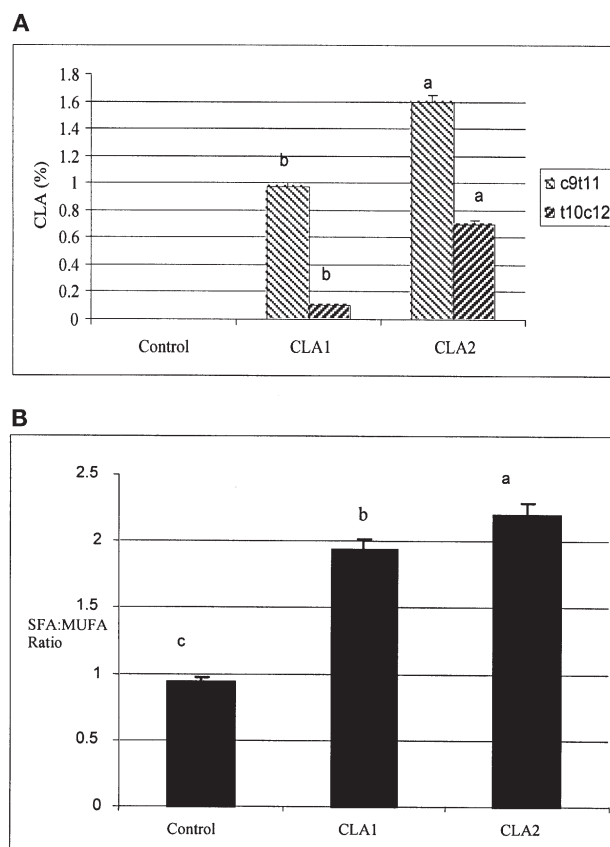 A
1.8
1.6
1.4
1.2
1
0.8
0.6
0.4
0.2
0
CLA (%)
b
b
a
a
Control
CLA1
CLA2
c9t11
t10c12
B
2.5
2
1.5
1
0.5
0
SFA:MUFA
Ratio
c
b
a
Control
CLA1
CLA2